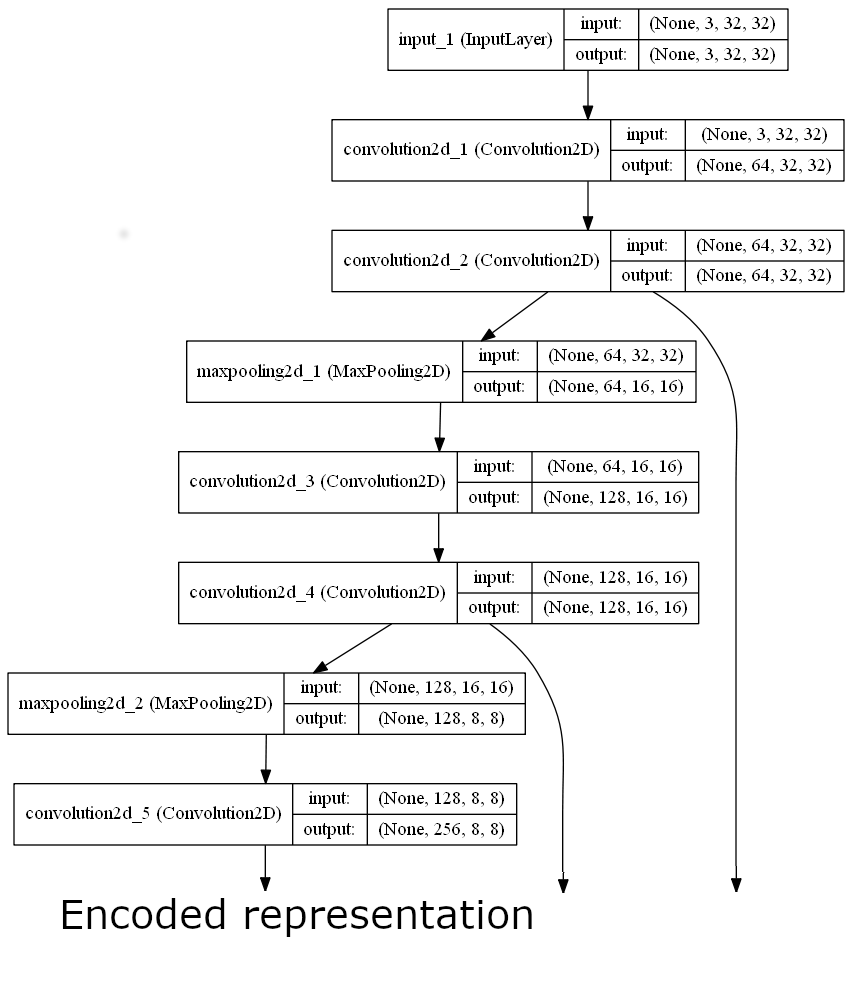 input_1 (InputLayer)
input:
(None, 3, 32, 32)
output:
(None, 3, 32, 32)
convolution2d_1 (Convolution2D)
input:
(None, 3, 32, 32)
output:
(None, 64, 32, 32)
convolution2d_2 (Convolution2D)
input:
(None, 64, 32, 32)
output:
(None, 64, 32, 32)
maxpooling2d_1 (MaxPooling2D)
input:
(None, 64, 32, 32)
output:
(None, 64, 16, 16)
convolution2d_3 (Convolution2D)
input:
(None, 64, 16, 16)
output:
(None, 128, 16, 16)
convolution2d_4 (Convolution2D)
input:
(None, 128, 16, 16)
output:
(None, 128, 16, 16)
maxpooling2d_2 (MaxPooling2D)
input:
(None, 128, 16, 16)
output:
(None, 128, 8, 8)
convolution2d_5 (Convolution2D)
input:
(None, 128, 8, 8)
output:
(None, 256, 8, 8)
Encoded representation